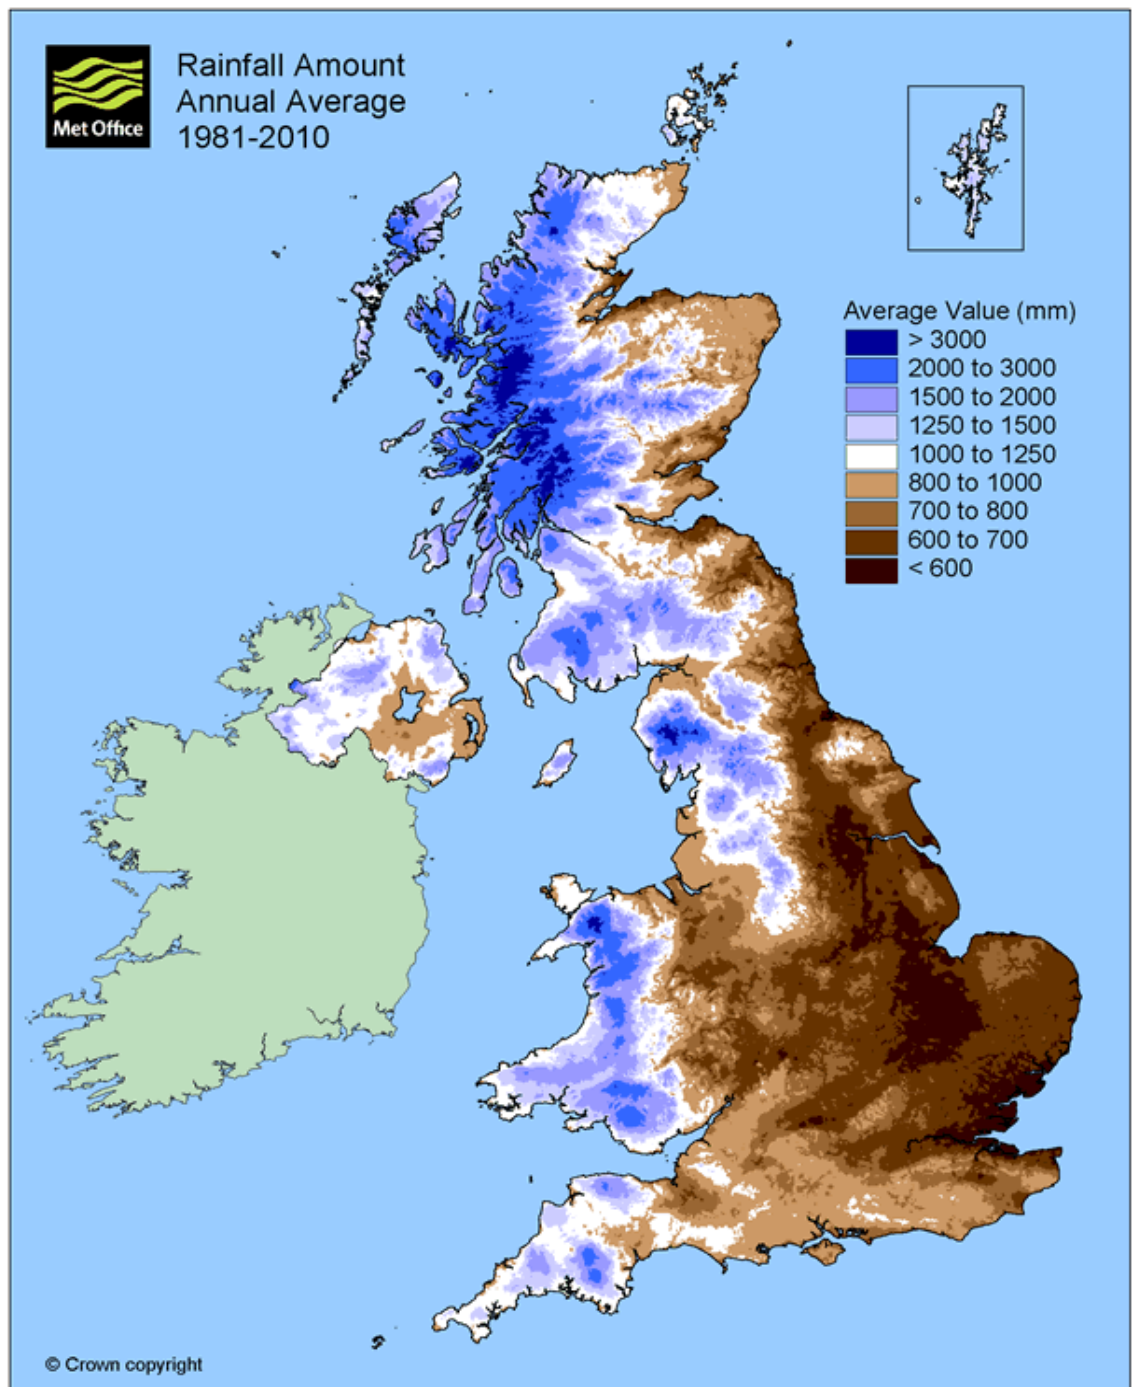 Met Office
Rainfall Amount
Annual Average
1981-2010
Average Value (mm)
> 3000
2000 to 3000
1500 to 2000
1250 to 1500
1000 to 1250
800 to 1000
700 to 800
600 to 700
< 600
© Crown copyright